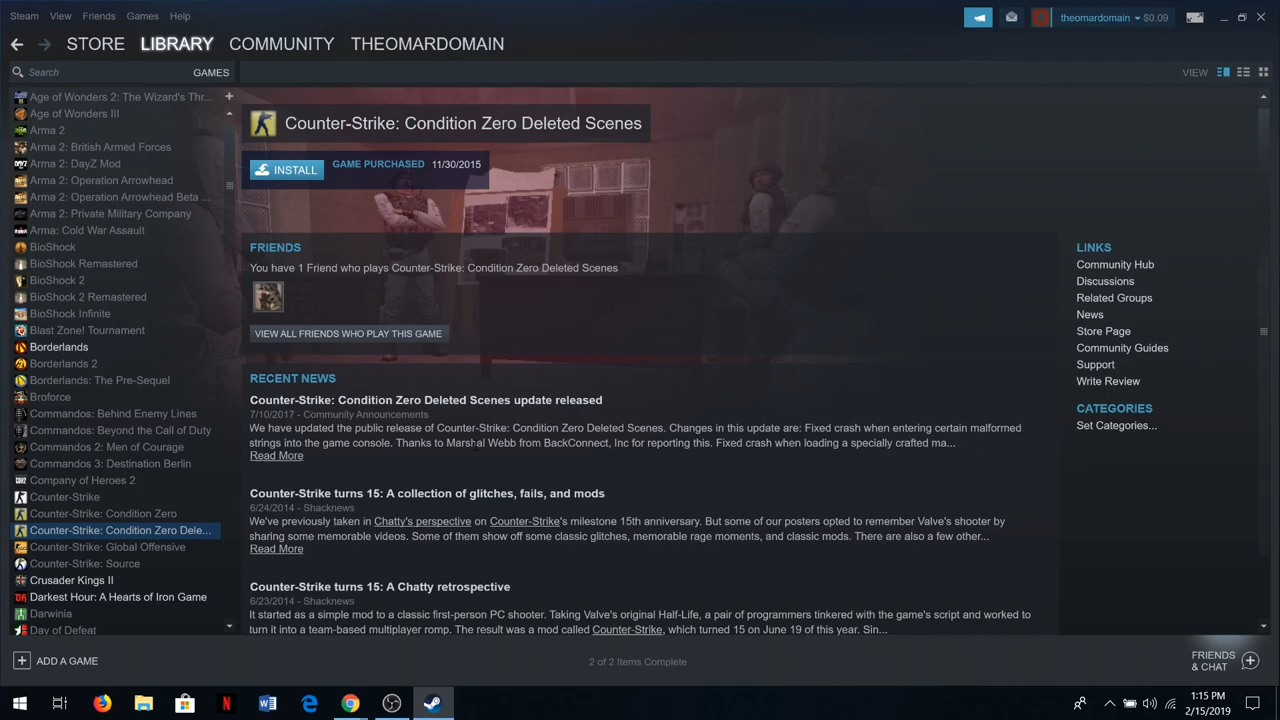 Steam View Friends Games Help
theomardomain $0.09
STORE LIBRARY COMMUNITY THEOMARDOMAIN
Search GAMES
VIEW
Age of Wonders 2: The Wizard's Thr...
Age of Wonders III
Arma 2
Arma 2: British Armed Forces
Arma 2: DayZ Mod
Arma 2: Operation Arrowhead
Arma 2: Operation Arrowhead Beta ...
Arma 2: Private Military Company
Arma: Cold War Assault
BioShock
BioShock Remastered
BioShock 2
BioShock 2 Remastered
BioShock Infinite
Blast Zone! Tournament
Borderlands
Borderlands 2
Borderlands: The Pre-Sequel
Broforce
Commandos: Behind Enemy Lines
Commandos: Beyond the Call of Duty
Commandos 2: Men of Courage
Commandos 3: Destination Berlin
Company of Heroes 2
Counter-Strike
Counter-Strike: Condition Zero
Counter-Strike: Condition Zero Dele...
Counter-Strike: Global Offensive
Counter-Strike: Source
Crusader Kings II
Darkest Hour: A Hearts of Iron Game
Darwinia
Day of Defeat
Counter-Strike: Condition Zero Deleted Scenes
INSTALL GAME PURCHASED 11/30/2015
FRIENDS
You have 1 Friend who plays Counter-Strike: Condition Zero Deleted Scenes
VIEW ALL FRIENDS WHO PLAY THIS GAME
RECENT NEWS
Counter-Strike: Condition Zero Deleted Scenes update released
7/10/2017 - Community Announcements
We have updated the public release of Counter-Strike: Condition Zero Deleted Scenes. Changes in this update are: Fixed crash when entering certain malformed
strings into the game console. Thanks to Marshal Webb from BackConnect, Inc for reporting this. Fixed crash when loading a specially crafted ma...
Read More
Counter-Strike turns 15: A collection of glitches, fails, and mods
6/24/2014 - Shacknews
We've previously taken in Chatty's perspective on Counter-Strike's milestone 15th anniversary. But some of our posters opted to remember Valve's shooter by
sharing some memorable videos. Some of them show off some classic glitches, memorable rage moments, and classic mods. There are also a few other...
Read More
Counter-Strike turns 15: A Chatty retrospective
6/23/2014 - Shacknews
It started as a simple mod to a classic first-person PC shooter. Taking Valve's original Half-Life, a pair of programmers tinkered with the game's script and worked to
turn it into a team-based multiplayer romp. The result was a mod called Counter-Strike, which turned 15 on June 19 of this year. Sin...
LINKS
Community Hub
Discussions
Related Groups
News
Store Page
Community Guides
Support
Write Review
CATEGORIES
Set Categories...
ADD A GAME
2 of 2 Items Complete
FRIENDS
& CHAT
1:15 PM
2/15/2019